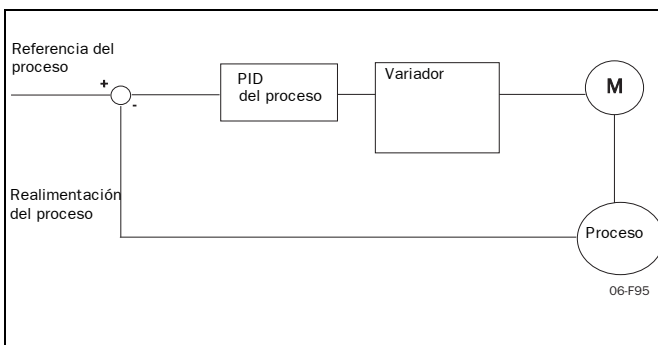 Referencia del
proceso
+
-
PID
del proceso
Variador
M
Realimentación
del proceso
Proceso
06-F95